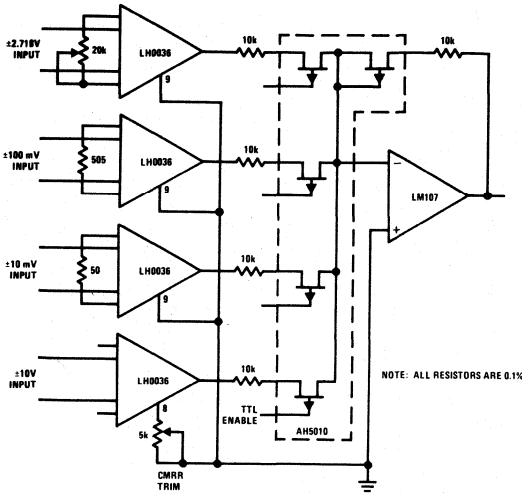 ±2.718V
INPUT
20k
LH0036
9
10k
10k
±100 mV
INPUT
505
LH0036
9
10k
LM107
±10 mV
INPUT
50
LH0036
9
10k
±10V
INPUT
LH0036
8
10k
NOTE: ALL RESISTORS ARE 0.1%
TTL
ENABLE
AH5010
5k
CMRR
TRIM